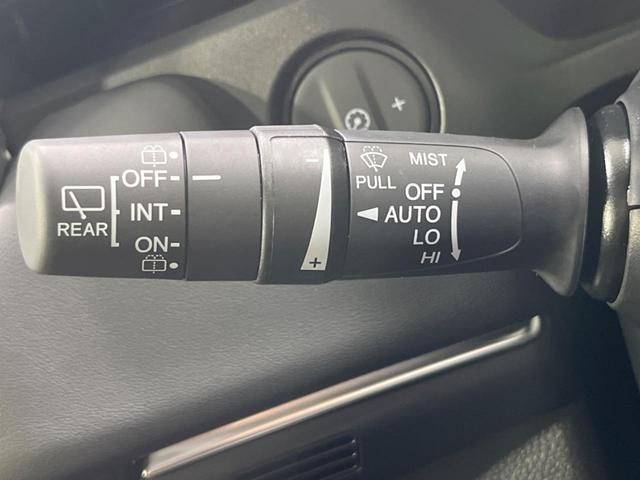 OFF
INT
ON
REAR
−
+
PULL
MIST
OFF
AUTO
LO
HI
+